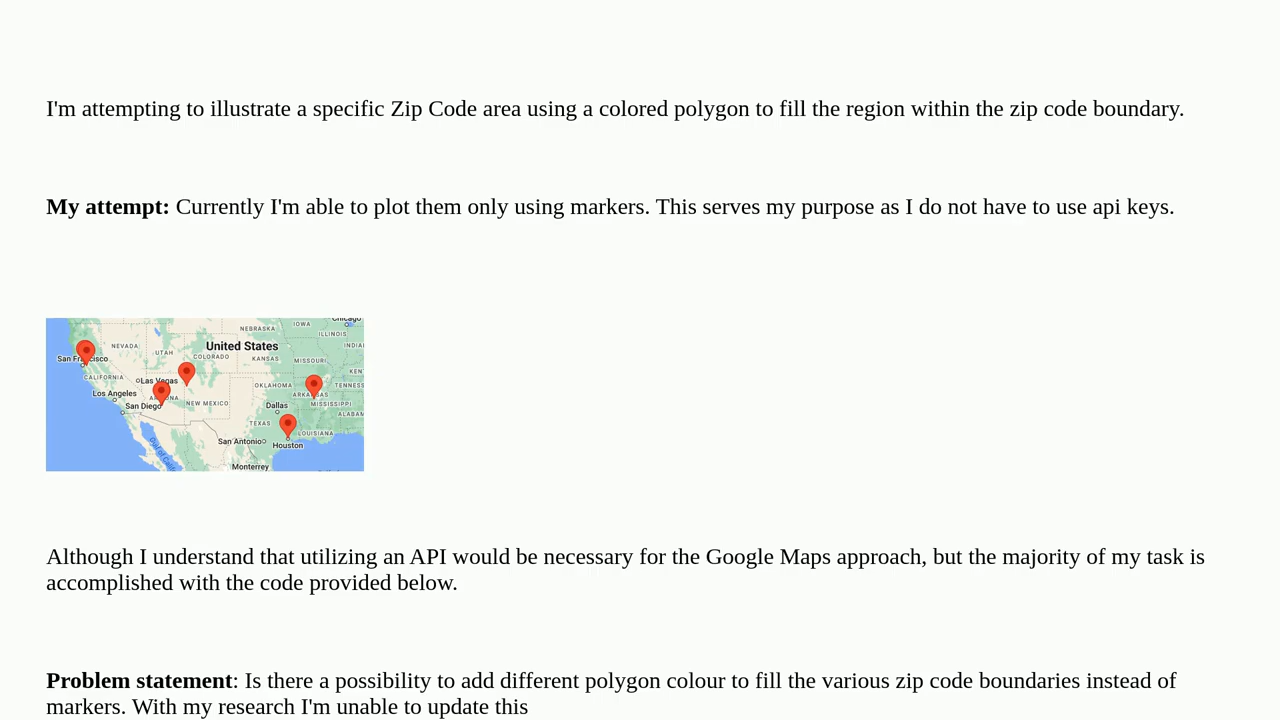 I'm attempting to illustrate a specific Zip Code area using a colored polygon to fill the region within the zip code boundary.
My attempt: Currently I'm able to plot them only using markers. This serves my purpose as I do not have to use api keys.
Chicago
NEBRASKA
IOWA
ILLINOIS
United States
NEVADA
UTAH
COLORADO
KANSAS
MISSOURI
INDIA
San Francisco
KEN
CALIFORNIA
Las Vegas
OKLAHOMA
TENNESS
Los Angeles
ARIZONA
NEW MEXICO
ARKANSAS
San Diego
Dallas
MISSISSIPPI
ALABAM
TEXAS
LOUISIANA
San Antonio
Houston
Gulf of Calif
Monterrey
Although I understand that utilizing an API would be necessary for the Google Maps approach, but the majority of my task is
accomplished with the code provided below.
Problem statement: Is there a possibility to add different polygon colour to fill the various zip code boundaries instead of
markers. With my research I'm unable to update this